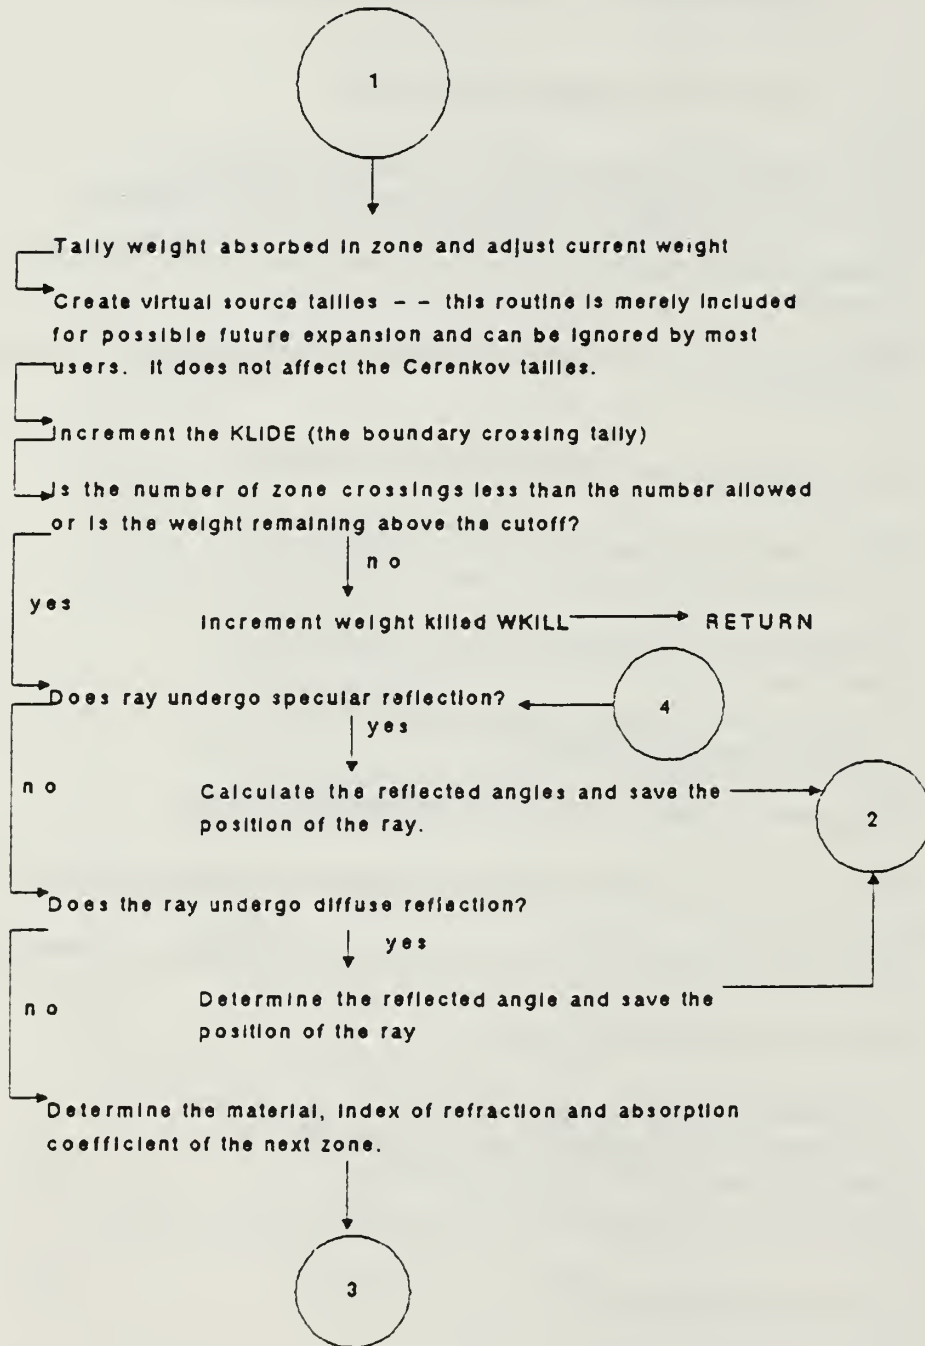 1
Tally weight absorbed in zone and adjust current weight
Create virtual source tallies - - this routine is merely included
for possible future expansion and can be ignored by most
users. It does not affect the Cerenkov tallies.
Increment the KLIDE (the boundary crossing tally)
Is the number of zone crossings less than the number allowed
or is the weight remaining above the cutoff?
no
yes
Increment weight killed WKILL RETURN
Does ray undergo specular reflection? 4
yes
no
Calculate the reflected angles and save the
position of the ray.
2
Does the ray undergo diffuse reflection?
yes
no
Determine the reflected angle and save the
position of the ray
Determine the material, index of refraction and absorption
coefficient of the next zone.
3